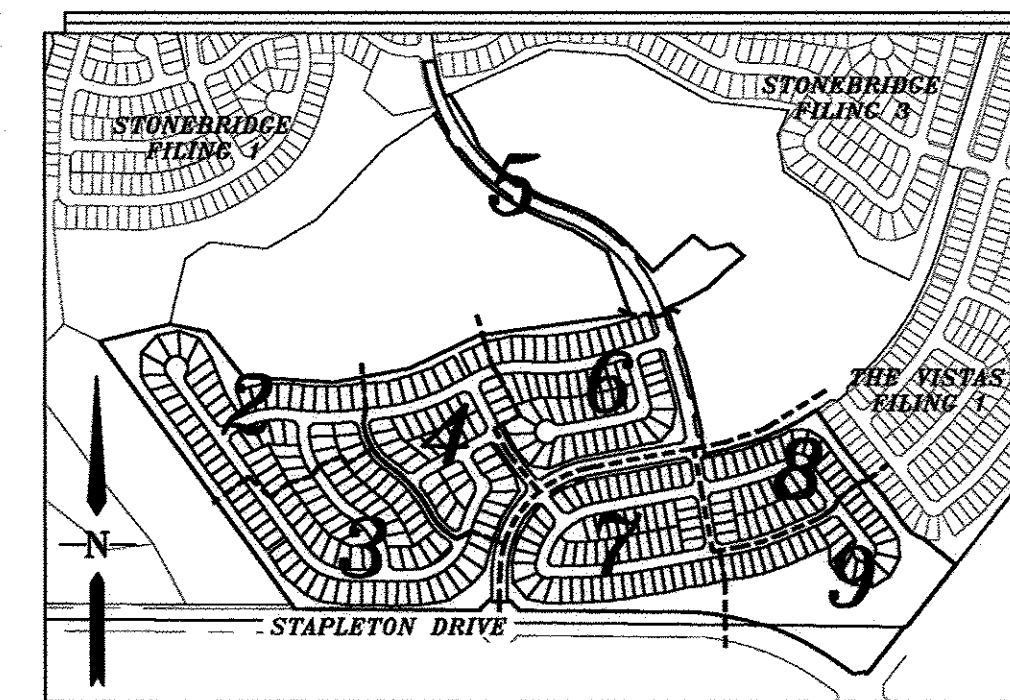 STONEBRIDGE
FILING 3
STONEBRIDGE
FILING 1
5
THE VISTAS
FILING 1
2
4
6
8
3
7
9
N
STAPLETON DRIVE